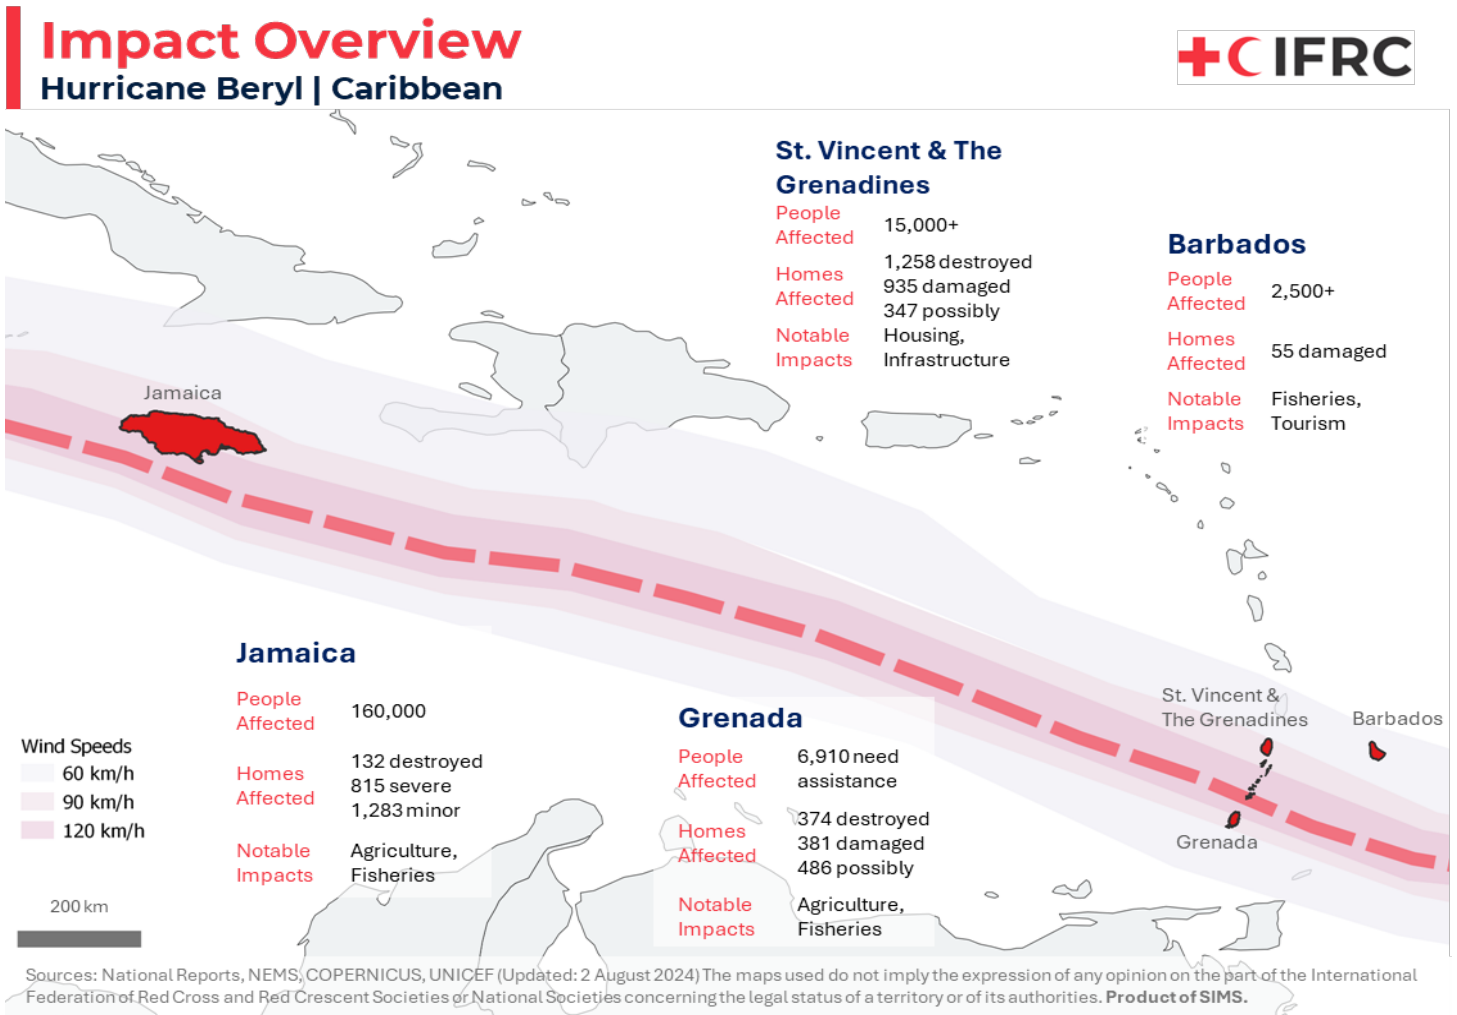 Impact Overview
Hurricane Beryl | Caribbean
IFRC
St. Vincent & The
Grenadines
People
Affected
15,000+
Homes
Affected
1,258 destroyed
935 damaged
347 possibly
Notable
Impacts
Housing,
Infrastructure
Barbados
People
Affected
2,500+
Homes
Affected
55 damaged
Notable
Impacts
Fisheries,
Tourism
Jamaica
St. Vincent &
The Grenadines
Barbados
Grenada
Jamaica
People
Affected
160,000
Homes
Affected
132 destroyed
815 severe
1,283 minor
Notable
Impacts
Agriculture,
Fisheries
Grenada
People
Affected
6,910 need
assistance
Homes
Affected
374 destroyed
381 damaged
486 possibly
Notable
Impacts
Agriculture,
Fisheries
Wind Speeds
60 km/h
90 km/h
120 km/h
200 km
Sources: National Reports, NEMS, COPERNICUS, UNICEF (Updated: 2 August 2024) The maps used do not imply the expression of any opinion on the part of the International
Federation of Red Cross and Red Crescent Societies or National Societies concerning the legal status of a territory or of its authorities. Product of SIMS.